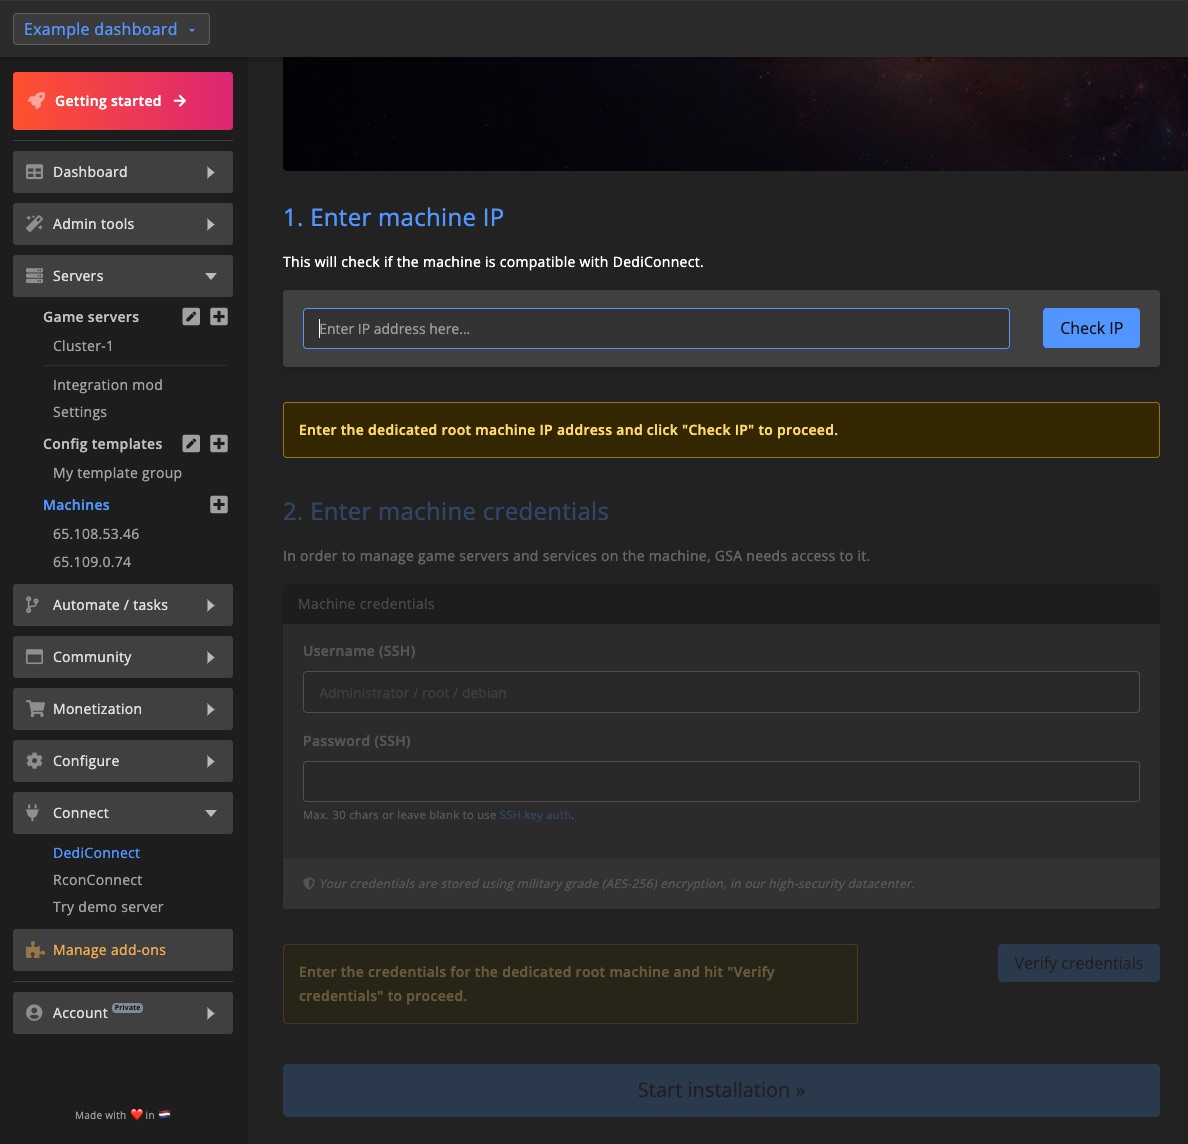 Example dashboard
Getting started
Dashboard
Admin tools
Servers
Game servers
Cluster-1
Integration mod
Settings
Config templates
My template group
Machines
65.108.53.46
65.109.0.74
Automate / tasks
Community
Monetization
Configure
Connect
DediConnect
RconConnect
Try demo server
Manage add-ons
Account Private
Made with ❤️ in 🇳🇱
1. Enter machine IP
This will check if the machine is compatible with DediConnect.
Enter IP address here...
Check IP
Enter the dedicated root machine IP address and click "Check IP" to proceed.
2. Enter machine credentials
In order to manage game servers and services on the machine, GSA needs access to it.
Machine credentials
Username (SSH)
Administrator / root / debian
Password (SSH)
Max. 30 chars or leave blank to use SSH key auth.
Your credentials are stored using military grade (AES-256) encryption, in our high-security datacenter.
Enter the credentials for the dedicated root machine and hit "Verify
credentials" to proceed.
Verify credentials
Start installation »